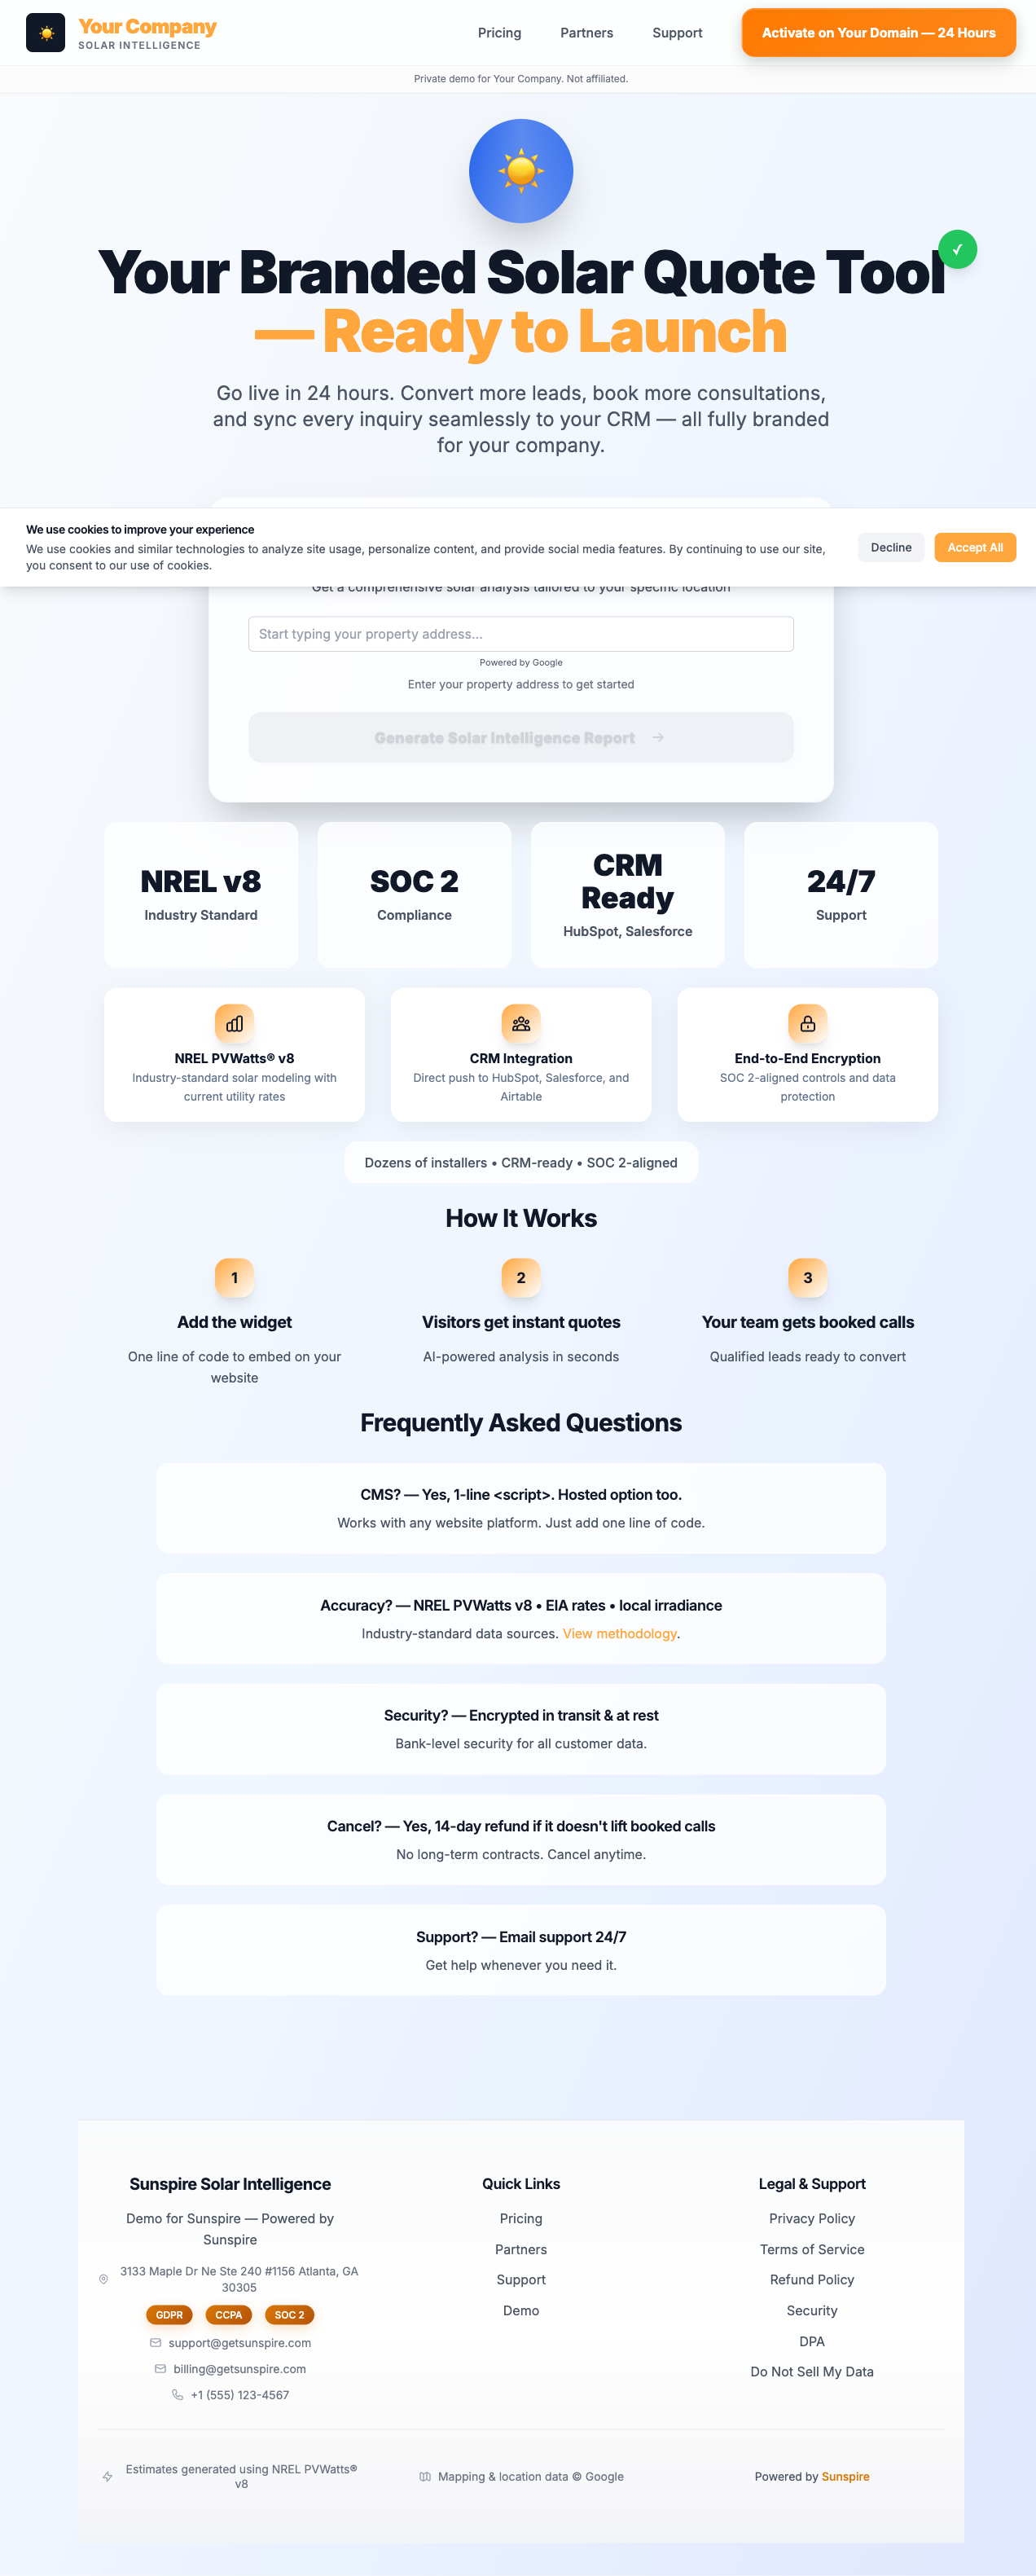 Your Company
SOLAR INTELLIGENCE
Pricing
Partners
Support
Activate on Your Domain — 24 Hours
Private demo for Your Company. Not affiliated.
Your Branded Solar Quote Tool
— Ready to Launch
Go live in 24 hours. Convert more leads, book more consultations,
and sync every inquiry seamlessly to your CRM — all fully branded
for your company.
We use cookies to improve your experience
We use cookies and similar technologies to analyze site usage, personalize content, and provide social media features. By continuing to use our site,
you consent to our use of cookies.
Decline
Accept All
Get a comprehensive solar analysis tailored to your specific location
Start typing your property address...
Powered by Google
Enter your property address to get started
Generate Solar Intelligence Report →
NREL v8
Industry Standard
SOC 2
Compliance
CRM
Ready
HubSpot, Salesforce
24/7
Support
NREL PVWatts® v8
Industry-standard solar modeling with
current utility rates
CRM Integration
Direct push to HubSpot, Salesforce, and
Airtable
End-to-End Encryption
SOC 2-aligned controls and data
protection
Dozens of installers • CRM-ready • SOC 2-aligned
How It Works
1
Add the widget
One line of code to embed on your
website
2
Visitors get instant quotes
AI-powered analysis in seconds
3
Your team gets booked calls
Qualified leads ready to convert
Frequently Asked Questions
CMS? — Yes, 1-line <script>. Hosted option too.
Works with any website platform. Just add one line of code.
Accuracy? — NREL PVWatts v8 • EIA rates • local irradiance
Industry-standard data sources. View methodology.
Security? — Encrypted in transit & at rest
Bank-level security for all customer data.
Cancel? — Yes, 14-day refund if it doesn't lift booked calls
No long-term contracts. Cancel anytime.
Support? — Email support 24/7
Get help whenever you need it.
Sunspire Solar Intelligence
Demo for Sunspire — Powered by
Sunspire
3133 Maple Dr Ne Ste 240 #1156 Atlanta, GA
30305
GDPR
CCPA
SOC 2
support@getsunspire.com
billing@getsunspire.com
+1 (555) 123-4567
Quick Links
Pricing
Partners
Support
Demo
Legal & Support
Privacy Policy
Terms of Service
Refund Policy
Security
DPA
Do Not Sell My Data
Estimates generated using NREL PVWatts®
v8
Mapping & location data © Google
Powered by Sunspire